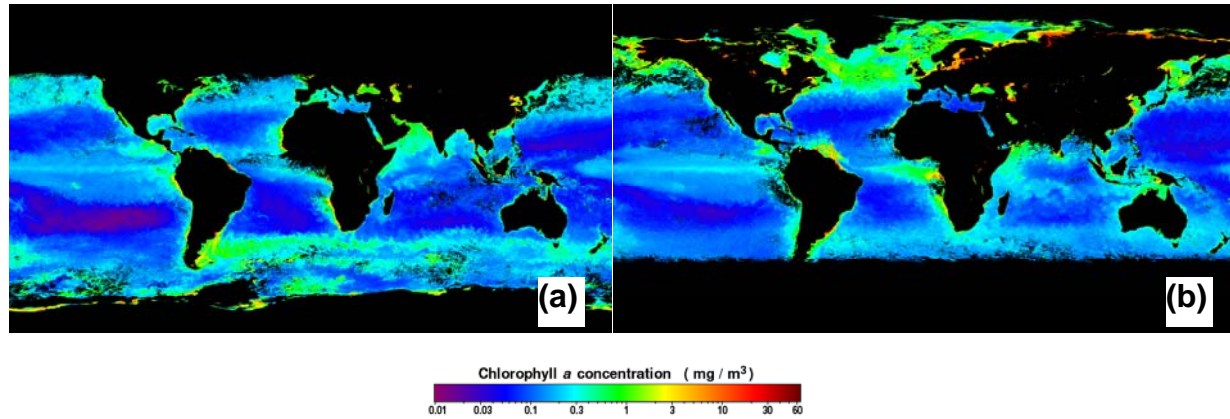 (a)
(b)
Chlorophyll a concentration ( mg / m³ )
0.01 0.03 0.1 0.3 1 3 10 30 60